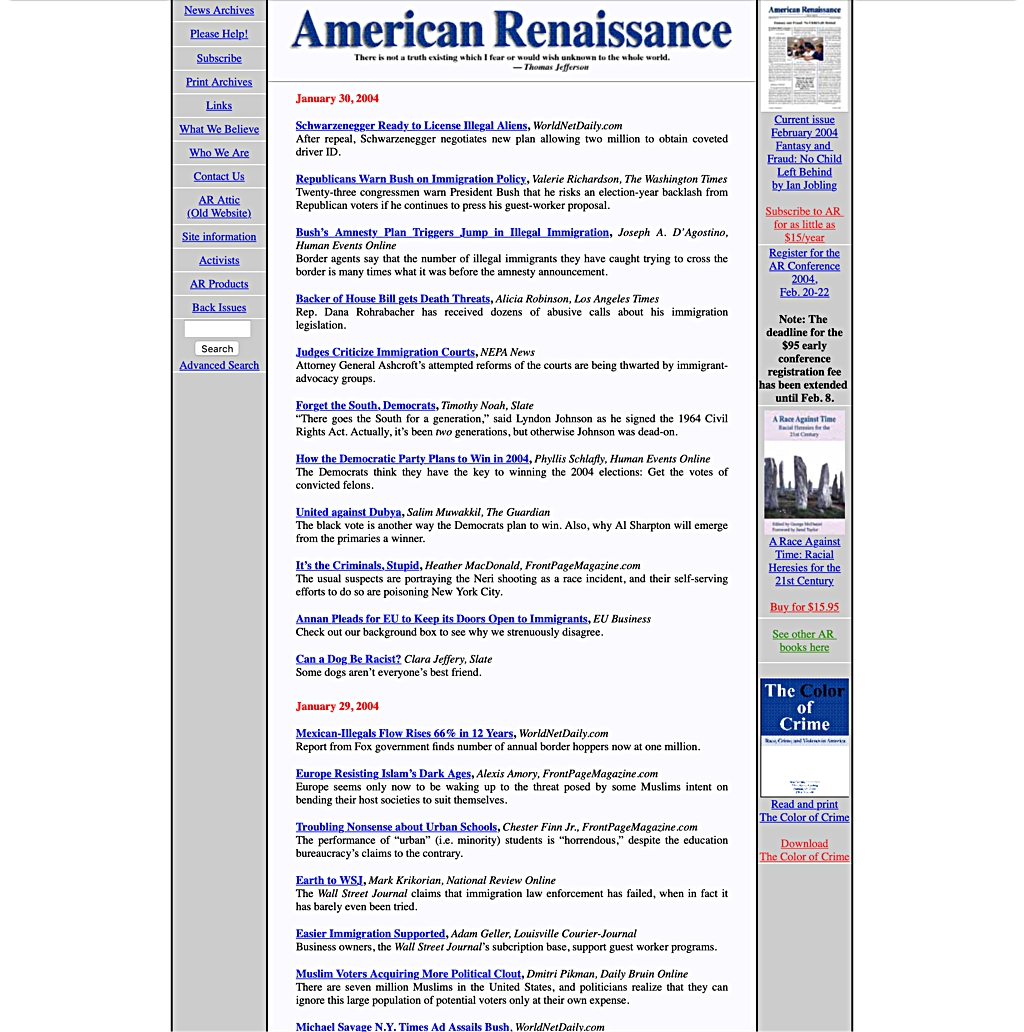 News Archives
Please Help!
Subscribe
Print Archives
Links
What We Believe
Who We Are
Contact Us
AR Attic
(Old Website)
Site information
Activists
AR Products
Back Issues
Search
Advanced Search
American Renaissance
There is not a truth existing which I fear or would wish unknown to the whole world.
— Thomas Jefferson
January 30, 2004
Schwarzenegger Ready to License Illegal Aliens, WorldNetDaily.com
After repeal, Schwarzenegger negotiates new plan allowing two million to obtain coveted
driver ID.
Republicans Warn Bush on Immigration Policy, Valerie Richardson, The Washington Times
Twenty-three congressmen warn President Bush that he risks an election-year backlash from
Republican voters if he continues to press his guest-worker proposal.
Bush's Amnesty Plan Triggers Jump in Illegal Immigration, Joseph A. D'Agostino,
Human Events Online
Border agents say that the number of illegal immigrants they have caught trying to cross the
border is many times what it was before the amnesty announcement.
Backer of House Bill gets Death Threats, Alicia Robinson, Los Angeles Times
Rep. Dana Rohrabacher has received dozens of abusive calls about his immigration
legislation.
Judges Criticize Immigration Courts, NEPA News
Attorney General Ashcroft's attempted reforms of the courts are being thwarted by immigrant-
advocacy groups.
Forget the South, Democrats, Timothy Noah, Slate
“There goes the South for a generation,” said Lyndon Johnson as he signed the 1964 Civil
Rights Act. Actually, it's been two generations, but otherwise Johnson was dead-on.
How the Democratic Party Plans to Win in 2004, Phyllis Schlafly, Human Events Online
The Democrats think they have the key to winning the 2004 elections: Get the votes of
convicted felons.
United against Dubya, Salim Muwakkil, The Guardian
The black vote is another way the Democrats plan to win. Also, why Al Sharpton will emerge
from the primaries a winner.
It's the Criminals, Stupid, Heather MacDonald, FrontPageMagazine.com
The usual suspects are portraying the Neri shooting as a race incident, and their self-serving
efforts to do so are poisoning New York City.
Annan Pleads for EU to Keep its Doors Open to Immigrants, EU Business
Check out our background box to see why we strenuously disagree.
Can a Dog Be Racist? Clara Jeffery, Slate
Some dogs aren't everyone's best friend.
January 29, 2004
Mexican-Illegals Flow Rises 66% in 12 Years, WorldNetDaily.com
Report from Fox government finds number of annual border hoppers now at one million.
Europe Resisting Islam's Dark Ages, Alexis Amory, FrontPageMagazine.com
Europe seems only now to be waking up to the threat posed by some Muslims intent on
bending their host societies to suit themselves.
Troubling Nonsense about Urban Schools, Chester Finn Jr., FrontPageMagazine.com
The performance of “urban” (i.e. minority) students is “horrendous,” despite the education
bureaucracy's claims to the contrary.
Earth to WSJ, Mark Krikorian, National Review Online
The Wall Street Journal claims that immigration law enforcement has failed, when in fact it
has barely even been tried.
Easier Immigration Supported, Adam Geller, Louisville Courier-Journal
Business owners, the Wall Street Journal's subcription base, support guest worker programs.
Muslim Voters Acquiring More Political Clout, Dmitri Pikman, Daily Bruin Online
There are seven million Muslims in the United States, and politicians realize that they can
ignore this large population of potential voters only at their own expense.
Michael Savage N.Y. Times Ad Assails Bush, WorldNetDaily.com
American Renaissance
Current issue
February 2004
Fantasy and
Fraud: No Child
Left Behind
by Ian Jobling
Subscribe to AR
for as little as
$15/year
Register for the
AR Conference
2004,
Feb. 20-22
Note: The
deadline for the
$95 early
conference
registration fee
has been extended
until Feb. 8.
A Race Against Time
Racial Heresies for the
21st Century
Edited by George McDaniel
Foreword by Jared Taylor
A Race Against
Time: Racial
Heresies for the
21st Century
Buy for $15.95
See other AR
books here
The Color
of
Crime
Race, Crime, and Violence in America
Read and print
The Color of Crime
Download
The Color of Crime